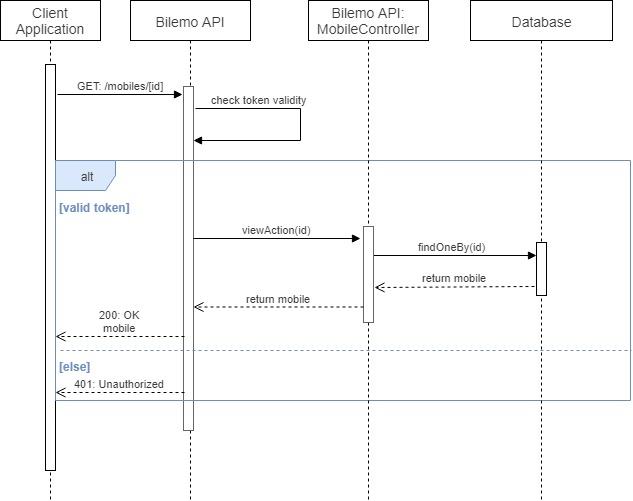 Client
Application
Bilemo API
Bilemo API:
MobileController
Database
GET: /mobiles/[id]
check token validity
alt
[valid token]
viewAction(id)
findOneBy(id)
return mobile
return mobile
200: OK
mobile
[else]
401: Unauthorized